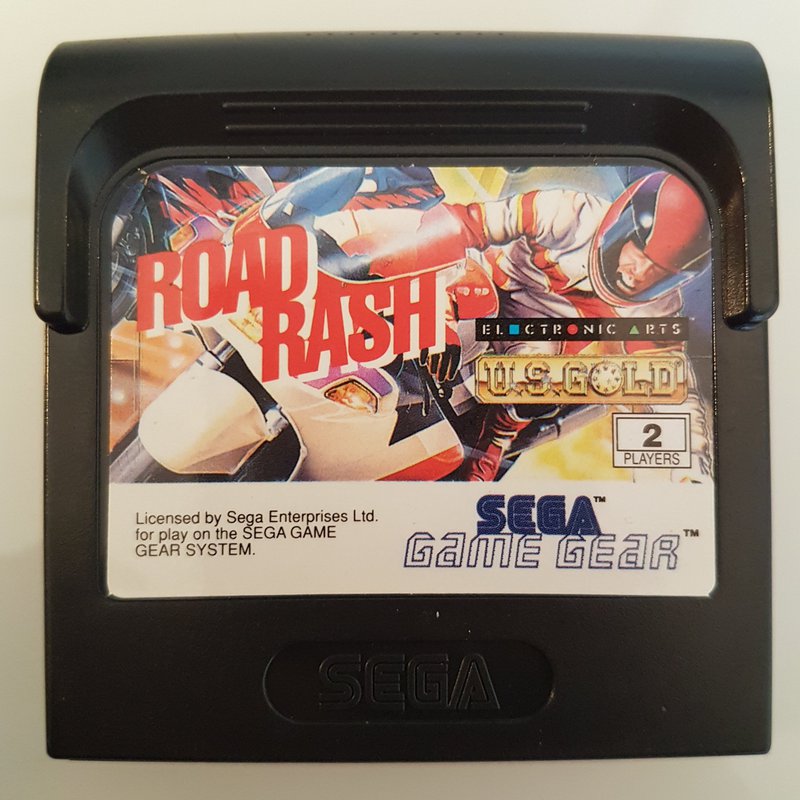 ROAD
RASH
ELECTRONIC ARTS™
U.S. GOLD
2
PLAYERS
Licensed by Sega Enterprises Ltd.
for play on the SEGA GAME
GEAR SYSTEM.
SEGA™
GAME GEAR™
SEGA